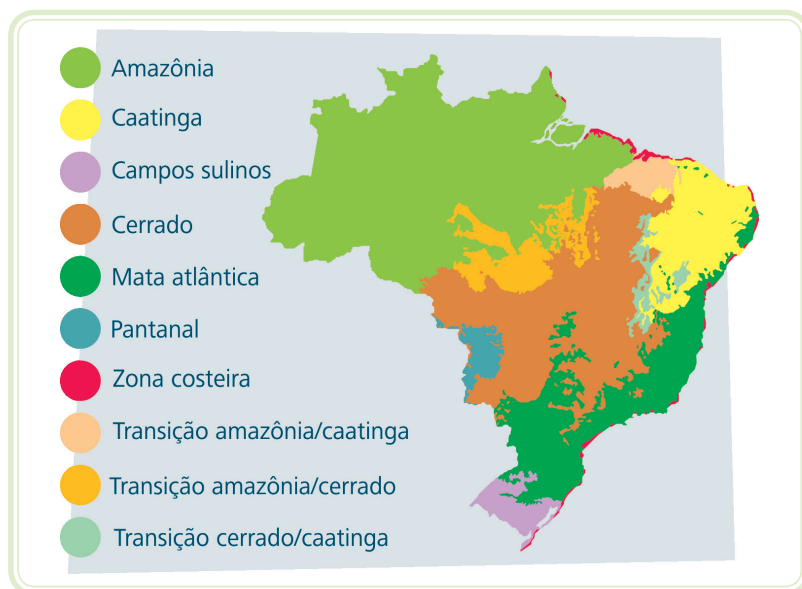 Amazônia
Caatinga
Campos sulinos
Cerrado
Mata atlântica
Pantanal
Zona costeira
Transição amazônia/caatinga
Transição amazônia/cerrado
Transição cerrado/caatinga